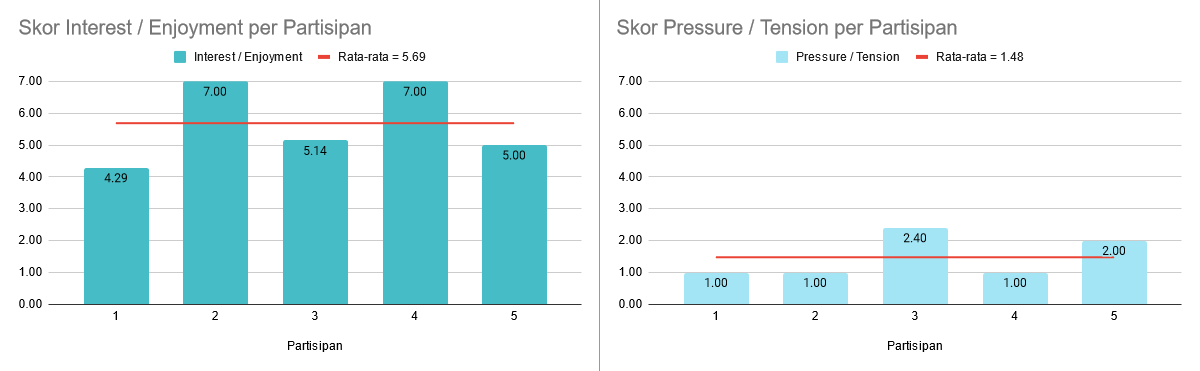 Skor Interest / Enjoyment per Partisipan
Interest / Enjoyment Rata-rata = 5.69
7.00
6.00
5.00
4.00
3.00
2.00
1.00
0.00
4.29 7.00 5.14 7.00 5.00
1 2 3 4 5
Partisipan
Skor Pressure / Tension per Partisipan
Pressure / Tension Rata-rata = 1.48
7.00
6.00
5.00
4.00
3.00
2.00
1.00
0.00
1.00 1.00 2.40 1.00 2.00
1 2 3 4 5
Partisipan